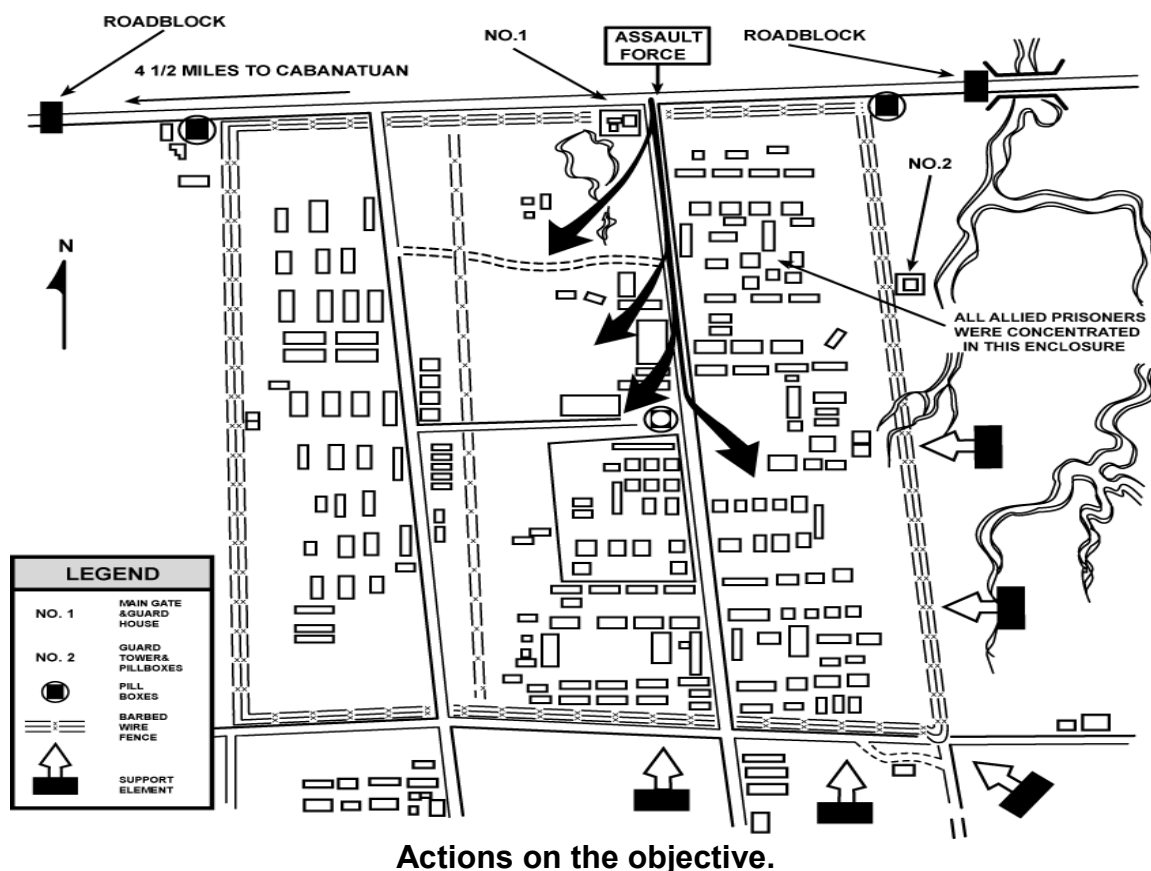 ROADBLOCK
NO.1
ASSAULT
FORCE
ROADBLOCK
4 1/2 MILES TO CABANATUAN
NO.2
N
ALL ALLIED PRISONERS
WERE CONCENTRATED
IN THIS ENCLOSURE
LEGEND
NO. 1
MAIN GATE
&GUARD
HOUSE
NO. 2
GUARD
TOWER&
PILLBOXES
PILL
BOXES
BARBED
WIRE
FENCE
SUPPORT
ELEMENT
Actions on the objective.